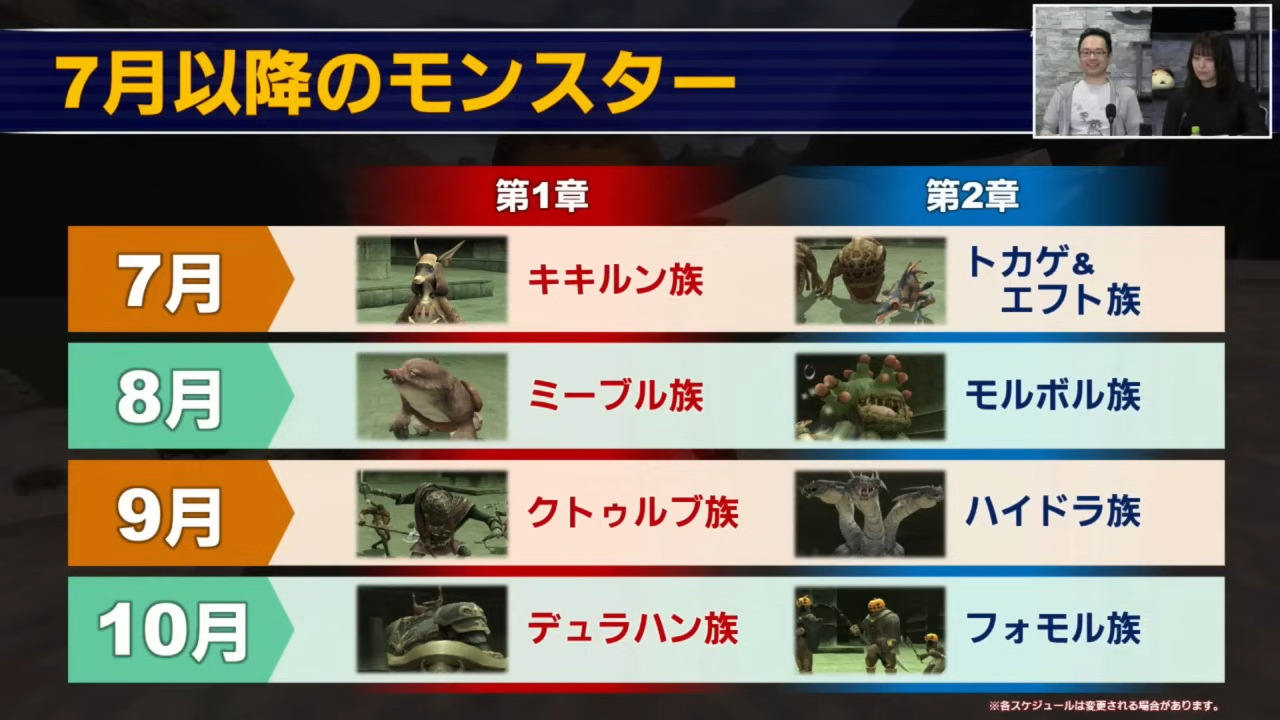 7月以降のモンスター
第1章
第2章
7月
キキルン族
トカゲ&
エフト族
8月
ミーブル族
モルボル族
9月
クトゥルブ族
ハイドラ族
10月
デュラハン族
フォモル族
※各スケジュールは変更される場合があります。